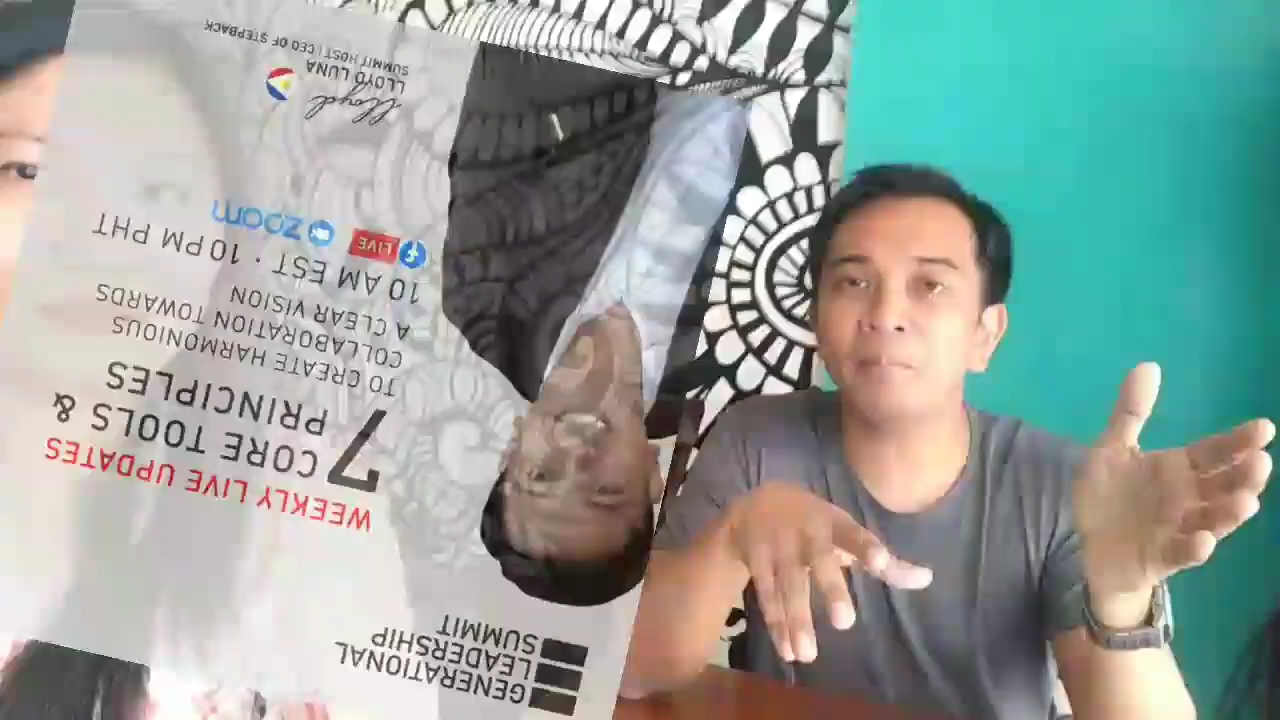 GENERATIONAL
LEADERSHIP
SUMMIT
WEEKLY LIVE UPDATES
7 CORE TOOLS &
PRINCIPLES
TO CREATE HARMONIOUS
COLLABORATION TOWARDS
A CLEAR VISION
10 AM EST · 10 PM PHT
LIVE zoom
Lloyd
LLOYD LUNA
SUMMIT HOST | CEO OF STEPBACK